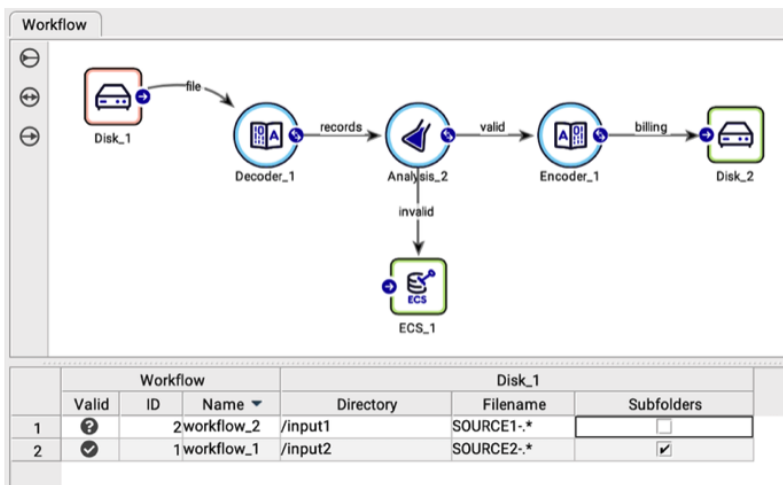 Workflow
file
Disk_1
records
valid
billing
Decoder_1
Analysis_2
Encoder_1
Disk_2
invalid
ECS
ECS_1
Workflow Disk_1
Valid ID Name Directory Filename Subfolders
1 2 workflow_2 /input1 SOURCE1-.*
2 1 workflow_1 /input2 SOURCE2-.*